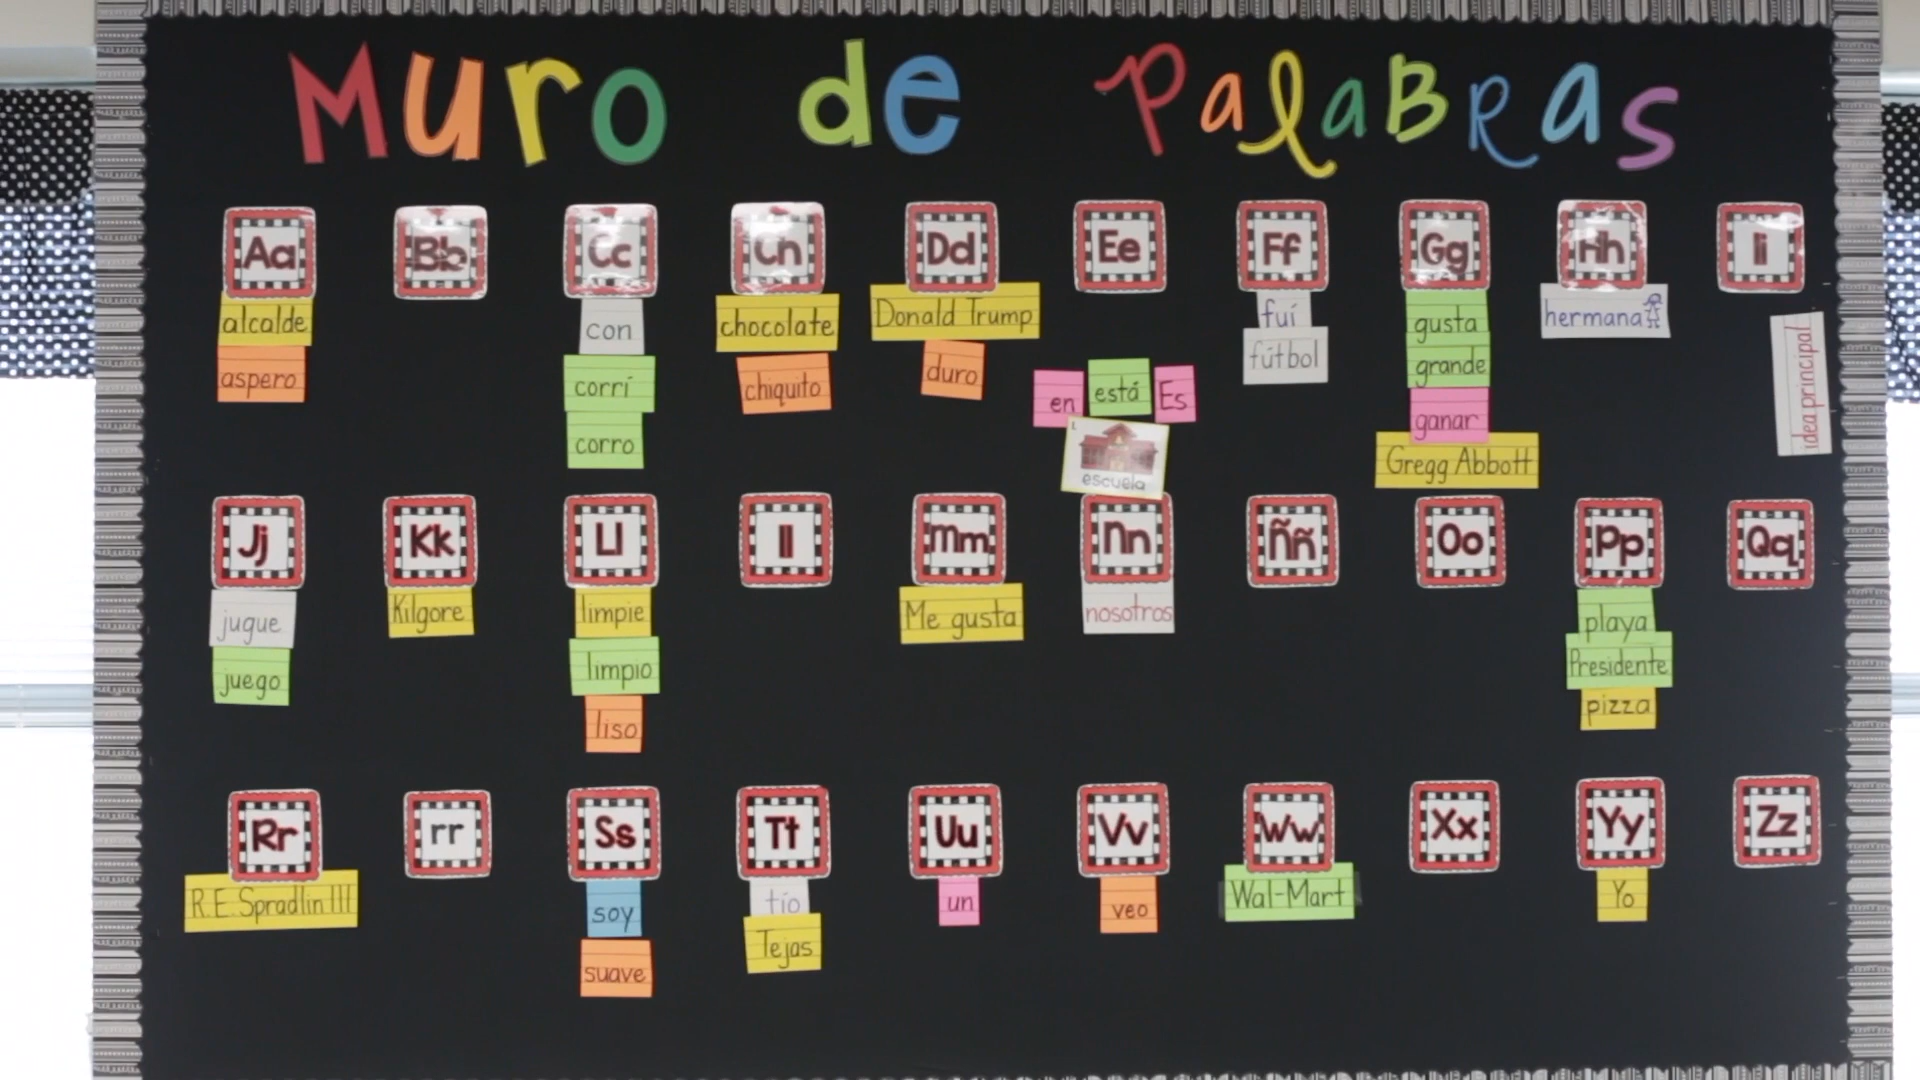 Muro de Palabras
Aa Bb Cc Ch Dd Ee Ff Gg Hh Ii
alcalde
aspero
con
corrí
corro
chocolate
chiquito
Donald Trump
duro
en está Es
escuela
fuí
fútbol
gusta
grande
ganar
Gregg Abbott
hermana
idea principal
Jj Kk Ll ll Mm Nn Ññ Oo Pp Qq
jugue
juego
Kilgore
limpie
limpio
liso
Me gusta
nosotros
playa
Presidente
pizza
Rr rr Ss Tt Uu Vv Ww Xx Yy Zz
R.E. Spradlin III
soy
suave
tío
Tejas
un
veo
Wal-Mart
Yo